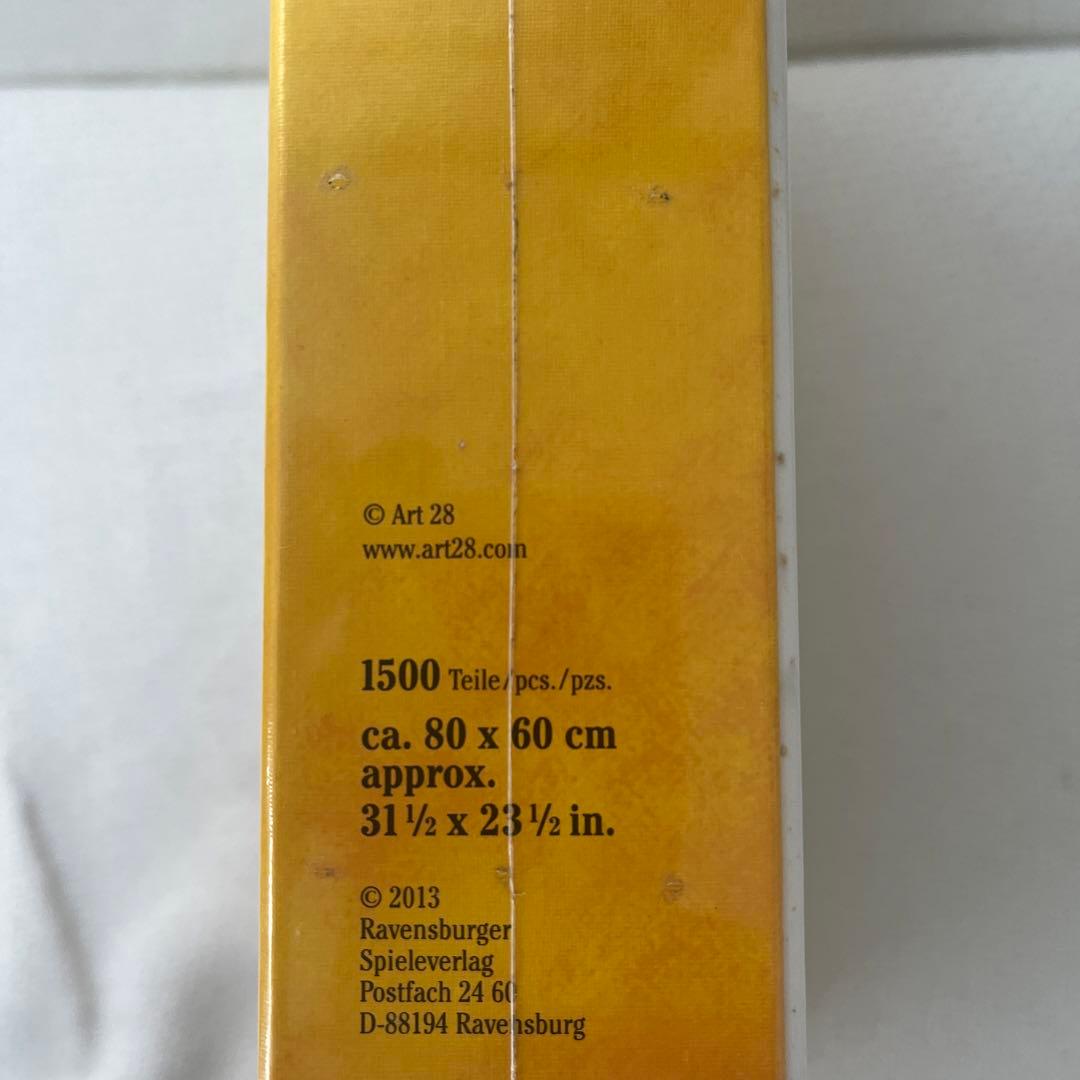 © Art 28
www.art28.com
1500 Teile/pcs./pzs.
ca. 80 x 60 cm
approx.
31 ½ x 23 ½ in.
© 2013
Ravensburger
Spieleverlag
Postfach 24 60
D-88194 Ravensburg